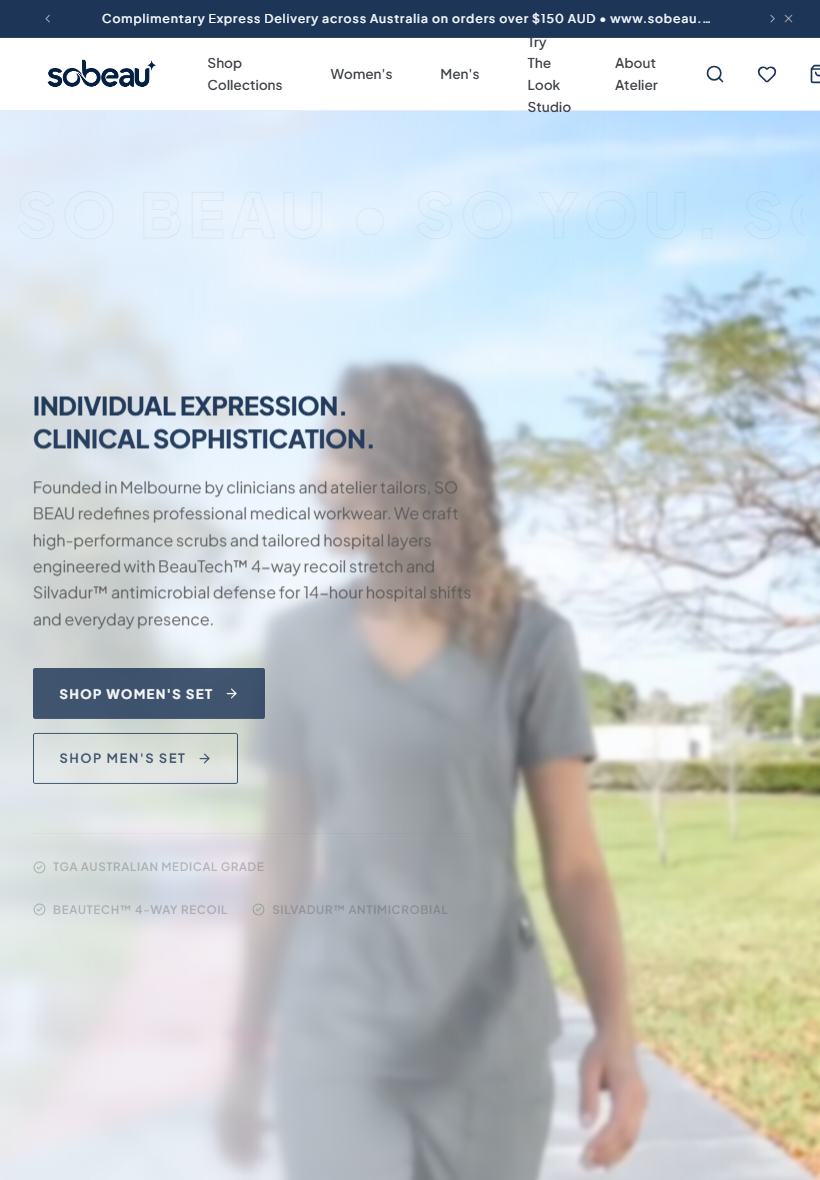 Complimentary Express Delivery across Australia on orders over $150 AUD • www.sobeau.…
sobeau
Shop
Collections
Women's
Men's
Try
The
Look
Studio
About
Atelier
SO BEAU • SO YOU. SO
INDIVIDUAL EXPRESSION.
CLINICAL SOPHISTICATION.
Founded in Melbourne by clinicians and atelier tailors, SO
BEAU redefines professional medical workwear. We craft
high-performance scrubs and tailored hospital layers
engineered with BeauTech™ 4-way recoil stretch and
Silvadur™ antimicrobial defense for 14-hour hospital shifts
and everyday presence.
SHOP WOMEN'S SET →
SHOP MEN'S SET →
TGA AUSTRALIAN MEDICAL GRADE
BEAUTECH™ 4-WAY RECOIL SILVADUR™ ANTIMICROBIAL